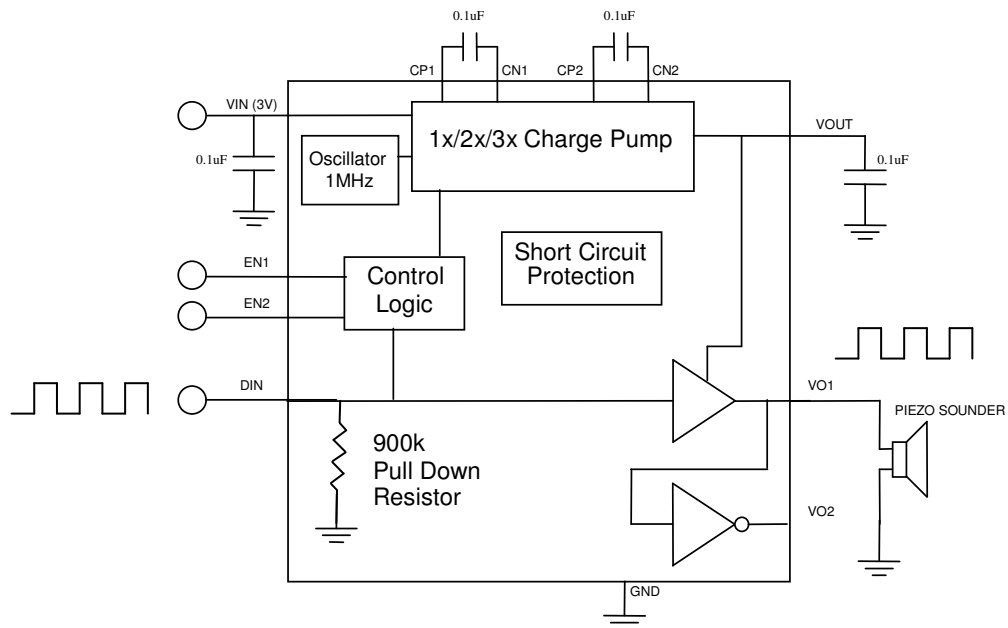 0.1uF
0.1uF
CP1
CN1
CP2
CN2
VIN (3V)
1x/2x/3x Charge Pump
VOUT
0.1uF
Oscillator
1MHz
0.1uF
Short Circuit
Protection
EN1
Control
Logic
EN2
DIN
VO1
PIEZO SOUNDER
900k
Pull Down
Resistor
VO2
GND